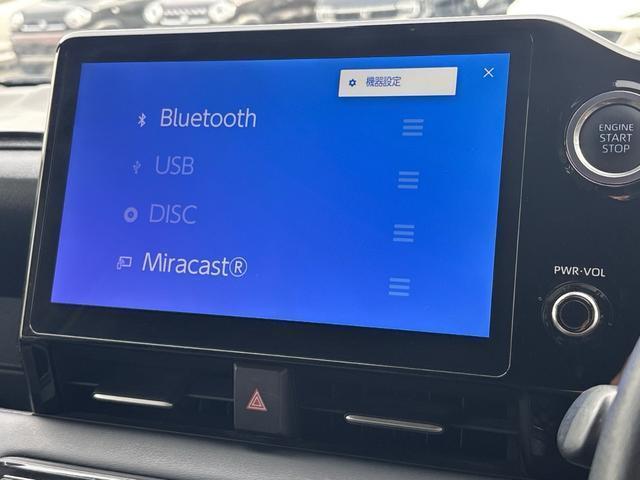 機器設定
Bluetooth
USB
DISC
Miracast®
ENGINE
START
STOP
PWR·VOL